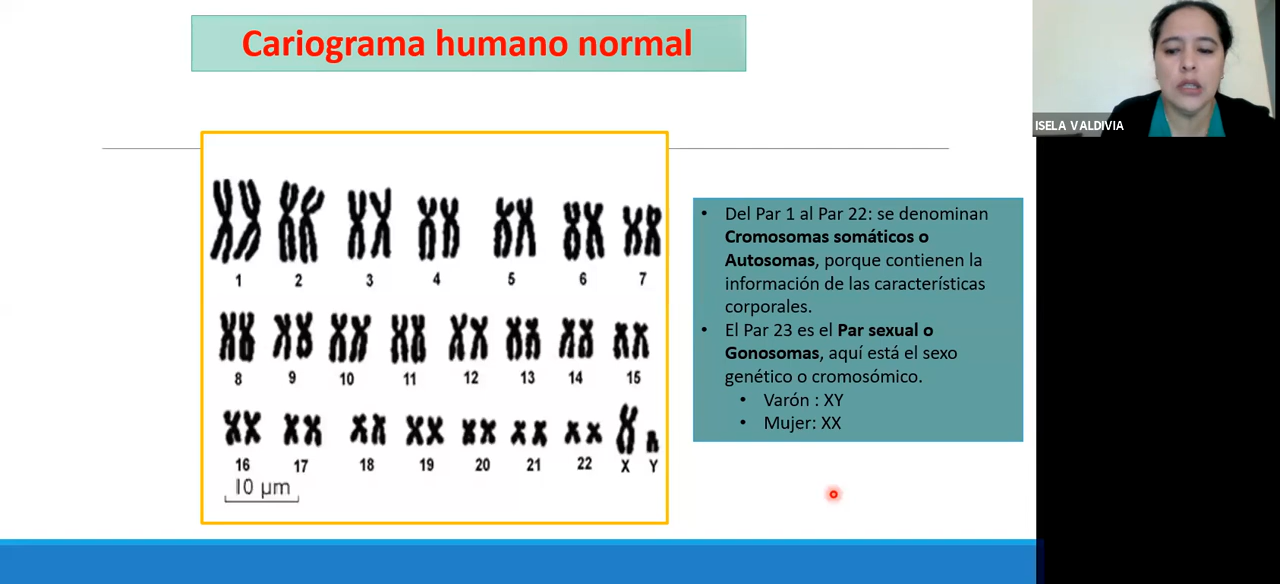 Cariograma humano normal
ISELA VALDIVIA
1 2 3 4 5 6 7
8 9 10 11 12 13 14 15
16 17 18 19 20 21 22 X Y
10 µm
• Del Par 1 al Par 22: se denominan
Cromosomas somáticos o
Autosomas, porque contienen la
información de las características
corporales.
• El Par 23 es el Par sexual o
Gonosomas, aquí está el sexo
genético o cromosómico.
• Varón : XY
• Mujer: XX